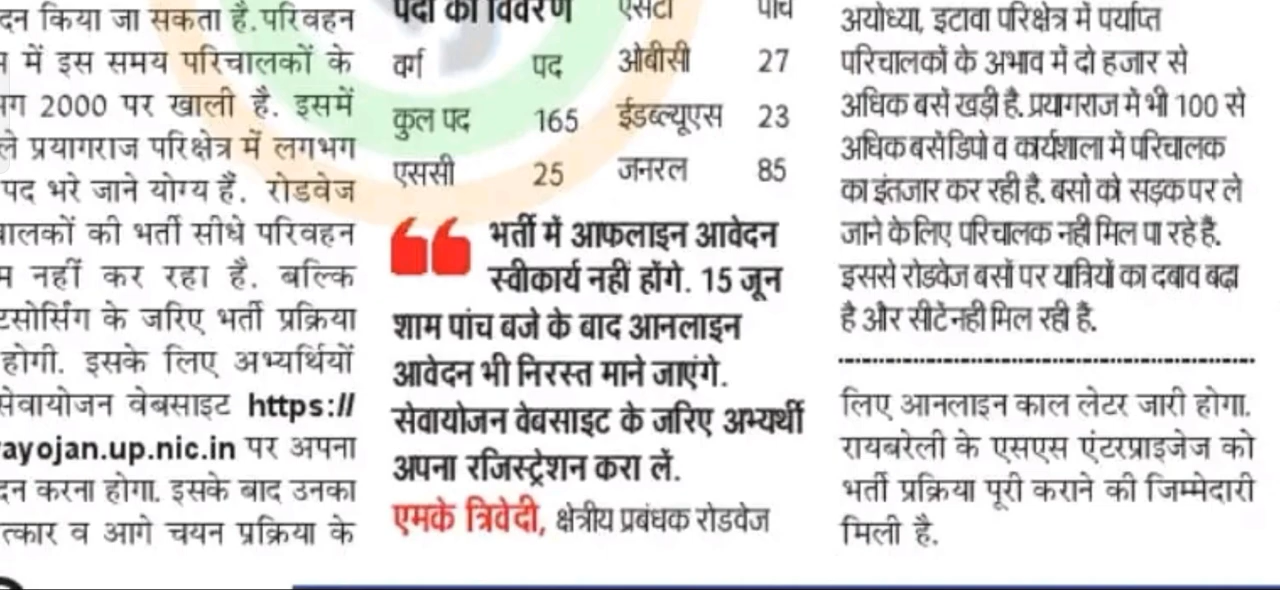 दन किया जा सकता है. परिवहन
में इस समय परिचालकों के
2000 पर खाली है. इसमें
ले प्रयागराज परिक्षेत्र में लगभग
पद भरे जाने योग्य हैं. रोडवेज
की भर्ती सीधे परिवहन
नहीं कर रहा है. बल्कि
टसोर्सिंग के जरिए भर्ती प्रक्रिया
होगी. इसके लिए अभ्यर्थियों
सेवायोजन वेबसाइट https://
ayojan.up.nic.in पर अपना
दन करना होगा. इसके बाद उनका
त्कार व आगे चयन प्रक्रिया के
पदों का विवरण
वर्ग पद
कुल पद 165
एससी 25
एसटी पांच
ओबीसी 27
ईडब्ल्यूएस 23
जनरल 85
भर्ती में आफलाइन आवेदन
स्वीकार्य नहीं होंगे. 15 जून
शाम पांच बजे के बाद आनलाइन
आवेदन भी निरस्त माने जाएंगे.
सेवायोजन वेबसाइट के जरिए अभ्यर्थी
अपना रजिस्ट्रेशन करा लें.
एमके त्रिवेदी, क्षेत्रीय प्रबंधक रोडवेज
अयोध्या, इटावा परिक्षेत्र में पर्याप्त
परिचालकों के अभाव में दो हजार से
अधिक बसें खड़ी है. प्रयागराज में भी 100 से
अधिक बसें डिपो व कार्यशाला में परिचालक
का इंतजार कर रही है. बसों को सड़क पर ले
जाने के लिए परिचालक नही मिल पा रहे है.
इससे रोडवेज बसों पर यात्रियों का दबाव बढ़ा
है और सीटें नही मिल रही है.
लिए आनलाइन काल लेटर जारी होगा.
रायबरेली के एसएस एंटरप्राइजेज को
भर्ती प्रक्रिया पूरी कराने की जिम्मेदारी
मिली है.